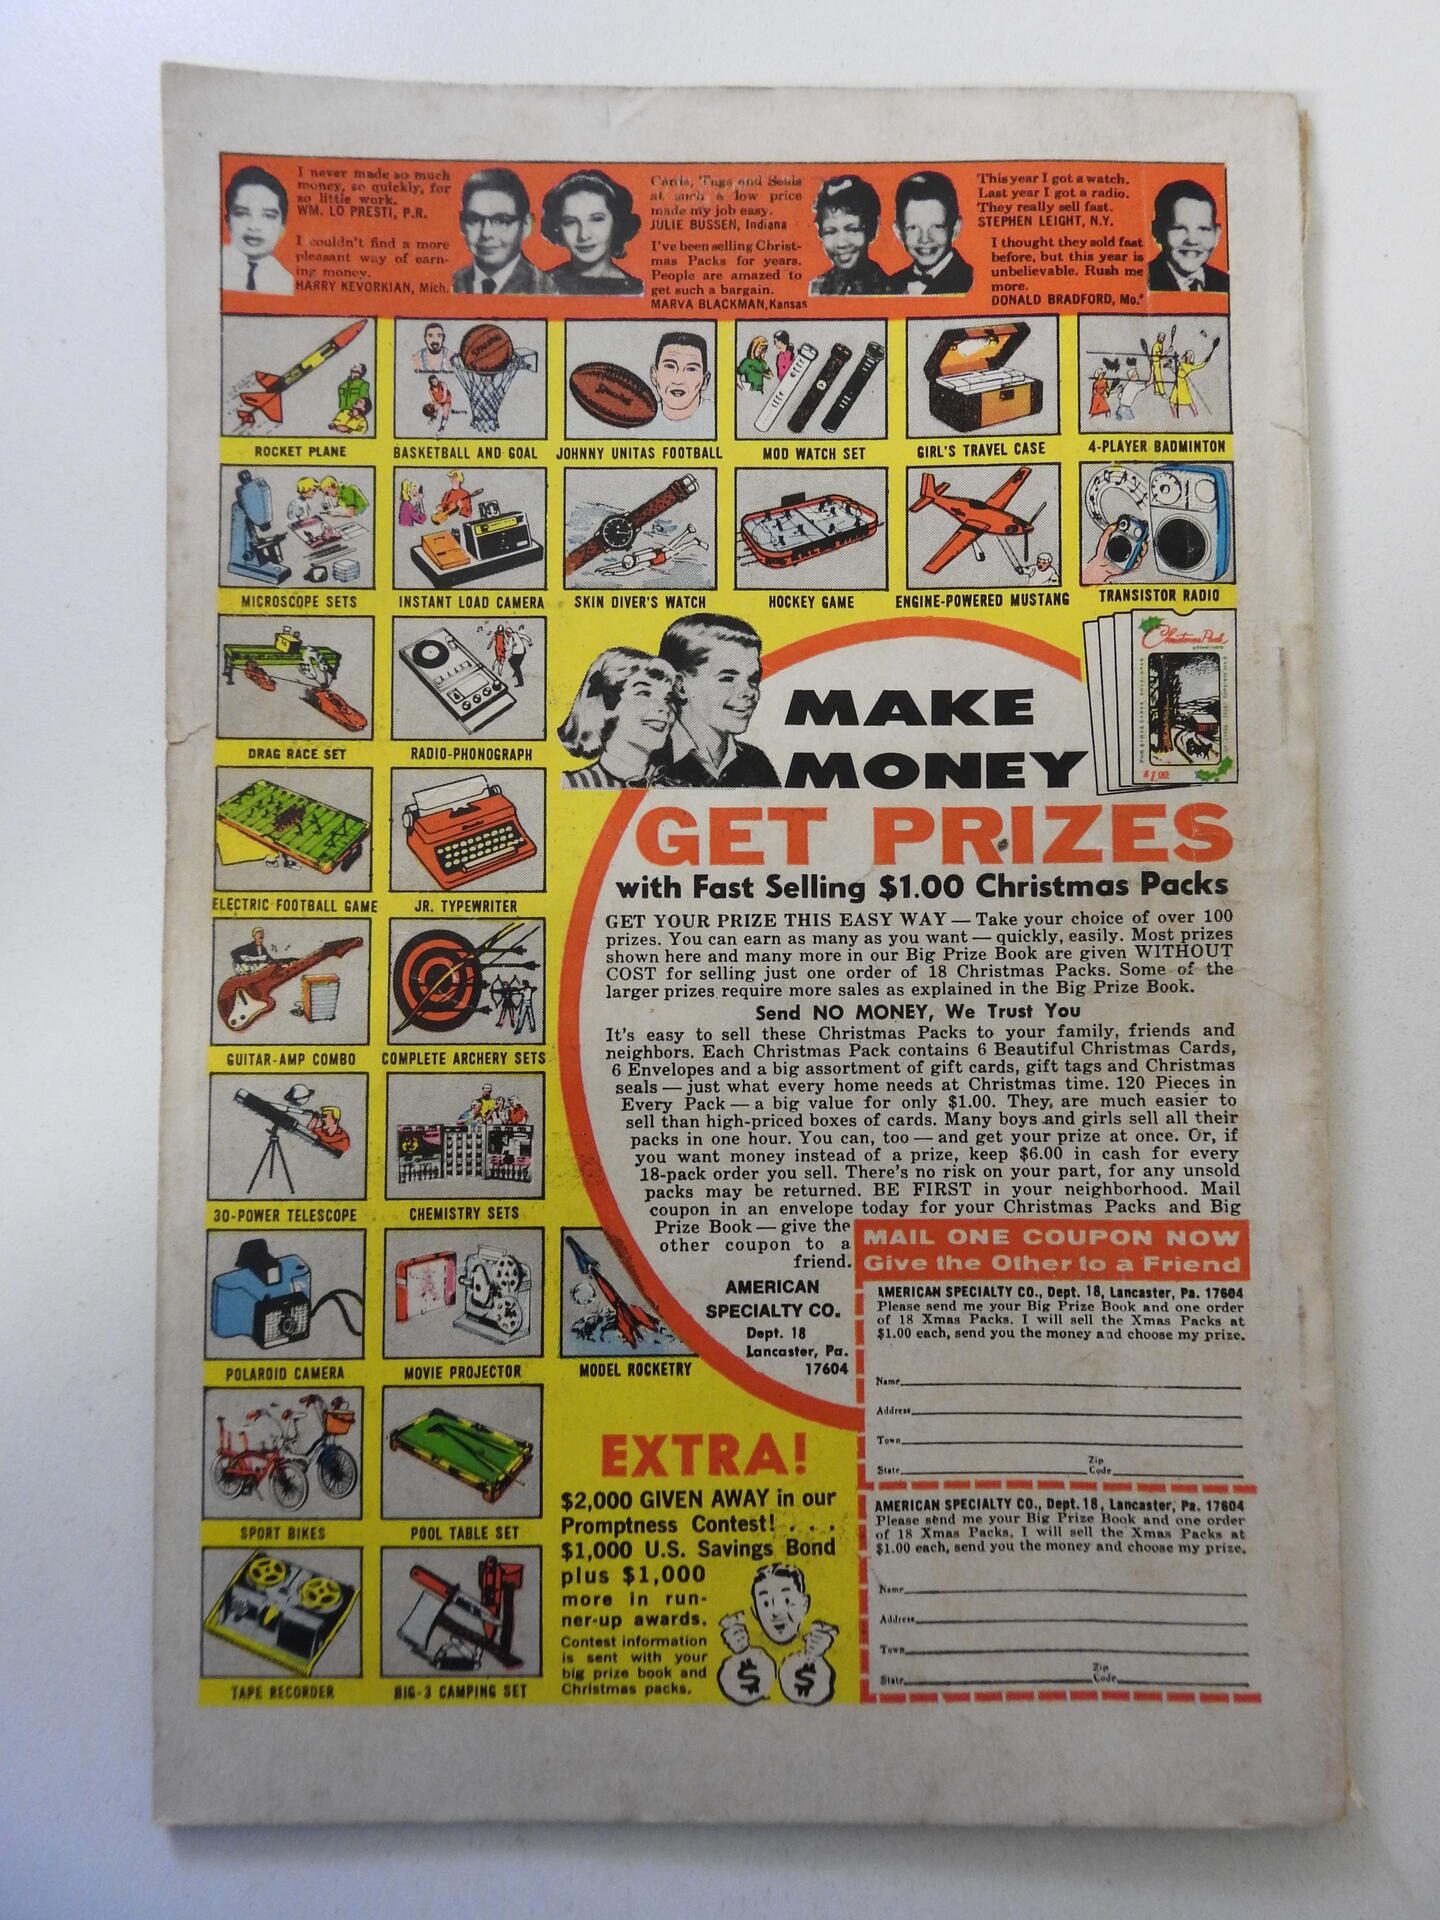 I never made so much
money, so quickly, for
so little work.
WM. LO PRESTI, P.R.
I couldn't find a more
pleasant way of earn-
ing money.
HARRY KEVORKIAN, Mich.
Cards, Tags and Seals
at such a low price
made my job easy.
JULIE BUSSEN, Indiana
I've been selling Christ-
mas Packs for years.
People are amazed to
get such a bargain.
MARVA BLACKMAN, Kansas
This year I got a watch.
Last year I got a radio.
They really sell fast.
STEPHEN LEIGHT, N.Y.
I thought they sold fast
before, but this year is
unbelievable. Rush me
more.
DONALD BRADFORD, Mo.
ROCKET PLANE
BASKETBALL AND GOAL
JOHNNY UNITAS FOOTBALL
MOD WATCH SET
GIRL'S TRAVEL CASE
4-PLAYER BADMINTON
MICROSCOPE SETS
INSTANT LOAD CAMERA
SKIN DIVER'S WATCH
HOCKEY GAME
ENGINE-POWERED MUSTANG
TRANSISTOR RADIO
DRAG RACE SET
RADIO-PHONOGRAPH
ELECTRIC FOOTBALL GAME
JR. TYPEWRITER
GUITAR-AMP COMBO
COMPLETE ARCHERY SETS
30-POWER TELESCOPE
CHEMISTRY SETS
POLAROID CAMERA
MOVIE PROJECTOR
MODEL ROCKETRY
SPORT BIKES
POOL TABLE SET
TAPE RECORDER
BIG-3 CAMPING SET
Christmas Pack
$1.00
MAKE
MONEY
GET PRIZES
with Fast Selling $1.00 Christmas Packs
GET YOUR PRIZE THIS EASY WAY — Take your choice of over 100
prizes. You can earn as many as you want — quickly, easily. Most prizes
shown here and many more in our Big Prize Book are given WITHOUT
COST for selling just one order of 18 Christmas Packs. Some of the
larger prizes require more sales as explained in the Big Prize Book.
Send NO MONEY, We Trust You
It's easy to sell these Christmas Packs to your family, friends and
neighbors. Each Christmas Pack contains 6 Beautiful Christmas Cards,
6 Envelopes and a big assortment of gift cards, gift tags and Christmas
seals — just what every home needs at Christmas time. 120 Pieces in
Every Pack — a big value for only $1.00. They, are much easier to
sell than high-priced boxes of cards. Many boys and girls sell all their
packs in one hour. You can, too — and get your prize at once. Or, if
you want money instead of a prize, keep $6.00 in cash for every
18-pack order you sell. There's no risk on your part, for any unsold
packs may be returned. BE FIRST in your neighborhood. Mail
coupon in an envelope today for your Christmas Packs and Big
Prize Book — give the
other coupon to a
friend.
AMERICAN
SPECIALTY CO.
Dept. 18
Lancaster, Pa.
17604
EXTRA!
$2,000 GIVEN AWAY in our
Promptness Contest! . . .
$1,000 U.S. Savings Bond
plus $1,000
more in run-
ner-up awards.
Contest information
is sent with your
big prize book and
Christmas packs.
$ $
MAIL ONE COUPON NOW
Give the Other to a Friend
AMERICAN SPECIALTY CO., Dept. 18, Lancaster, Pa. 17604
Please send me your Big Prize Book and one order
of 18 Xmas Packs. I will sell the Xmas Packs at
$1.00 each, send you the money and choose my prize.
Name
Address
Town
State Zip Code
AMERICAN SPECIALTY CO., Dept. 18, Lancaster, Pa. 17604
Please send me your Big Prize Book and one order
of 18 Xmas Packs. I will sell the Xmas Packs at
$1.00 each, send you the money and choose my prize.
Name
Address
Town
State Zip Code